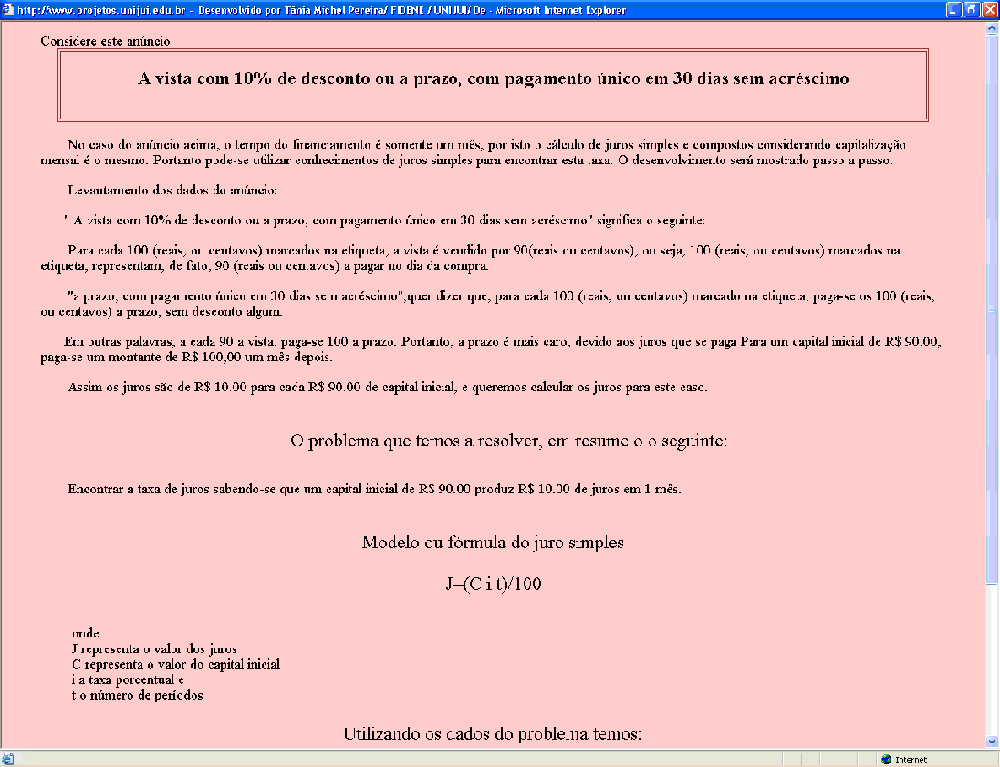 http://www.projetos.unijui.edu.br - Desenvolvido por Tânia Michel Pereira/ FIDENE / UNIJUI/ De - Microsoft Internet Explorer
Considere este anúncio:
A vista com 10% de desconto ou a prazo, com pagamento único em 30 dias sem acréscimo
No caso do anúncio acima, o tempo do financiamento é somente um mês, por isto o cálculo de juros simples e compostos considerando capitalização
mensal é o mesmo. Portanto pode-se utilizar conhecimentos de juros simples para encontrar esta taxa. O desenvolvimento será mostrado passo a passo.
Levantamento dos dados do anúncio:
" A vista com 10% de desconto ou a prazo, com pagamento único em 30 dias sem acréscimo" significa o seguinte:
Para cada 100 (reais, ou centavos) marcados na etiqueta, a vista é vendido por 90(reais ou centavos), ou seja, 100 (reais, ou centavos) marcados na
etiqueta, representam, de fato, 90 (reais ou centavos) a pagar no dia da compra.
"a prazo, com pagamento único em 30 dias sem acréscimo",quer dizer que, para cada 100 (reais, ou centavos) marcado na etiqueta, paga-se os 100 (reais,
ou centavos) a prazo, sem desconto algum.
Em outras palavras, a cada 90 a vista, paga-se 100 a prazo. Portanto, a prazo é mais caro, devido aos juros que se paga Para um capital inicial de R$ 90.00,
paga-se um montante de R$ 100,00 um mês depois.
Assim os juros são de R$ 10.00 para cada R$ 90.00 de capital inicial, e queremos calcular os juros para este caso.
O problema que temos a resolver, em resume o o seguinte:
Encontrar a taxa de juros sabendo-se que um capital inicial de R$ 90.00 produz R$ 10.00 de juros em 1 mês.
Modelo ou fórmula do juro simples
J=(C i t)/100
onde
J representa o valor dos juros
C representa o valor do capital inicial
i a taxa porcentual e
t o número de períodos
Utilizando os dados do problema temos:
Internet